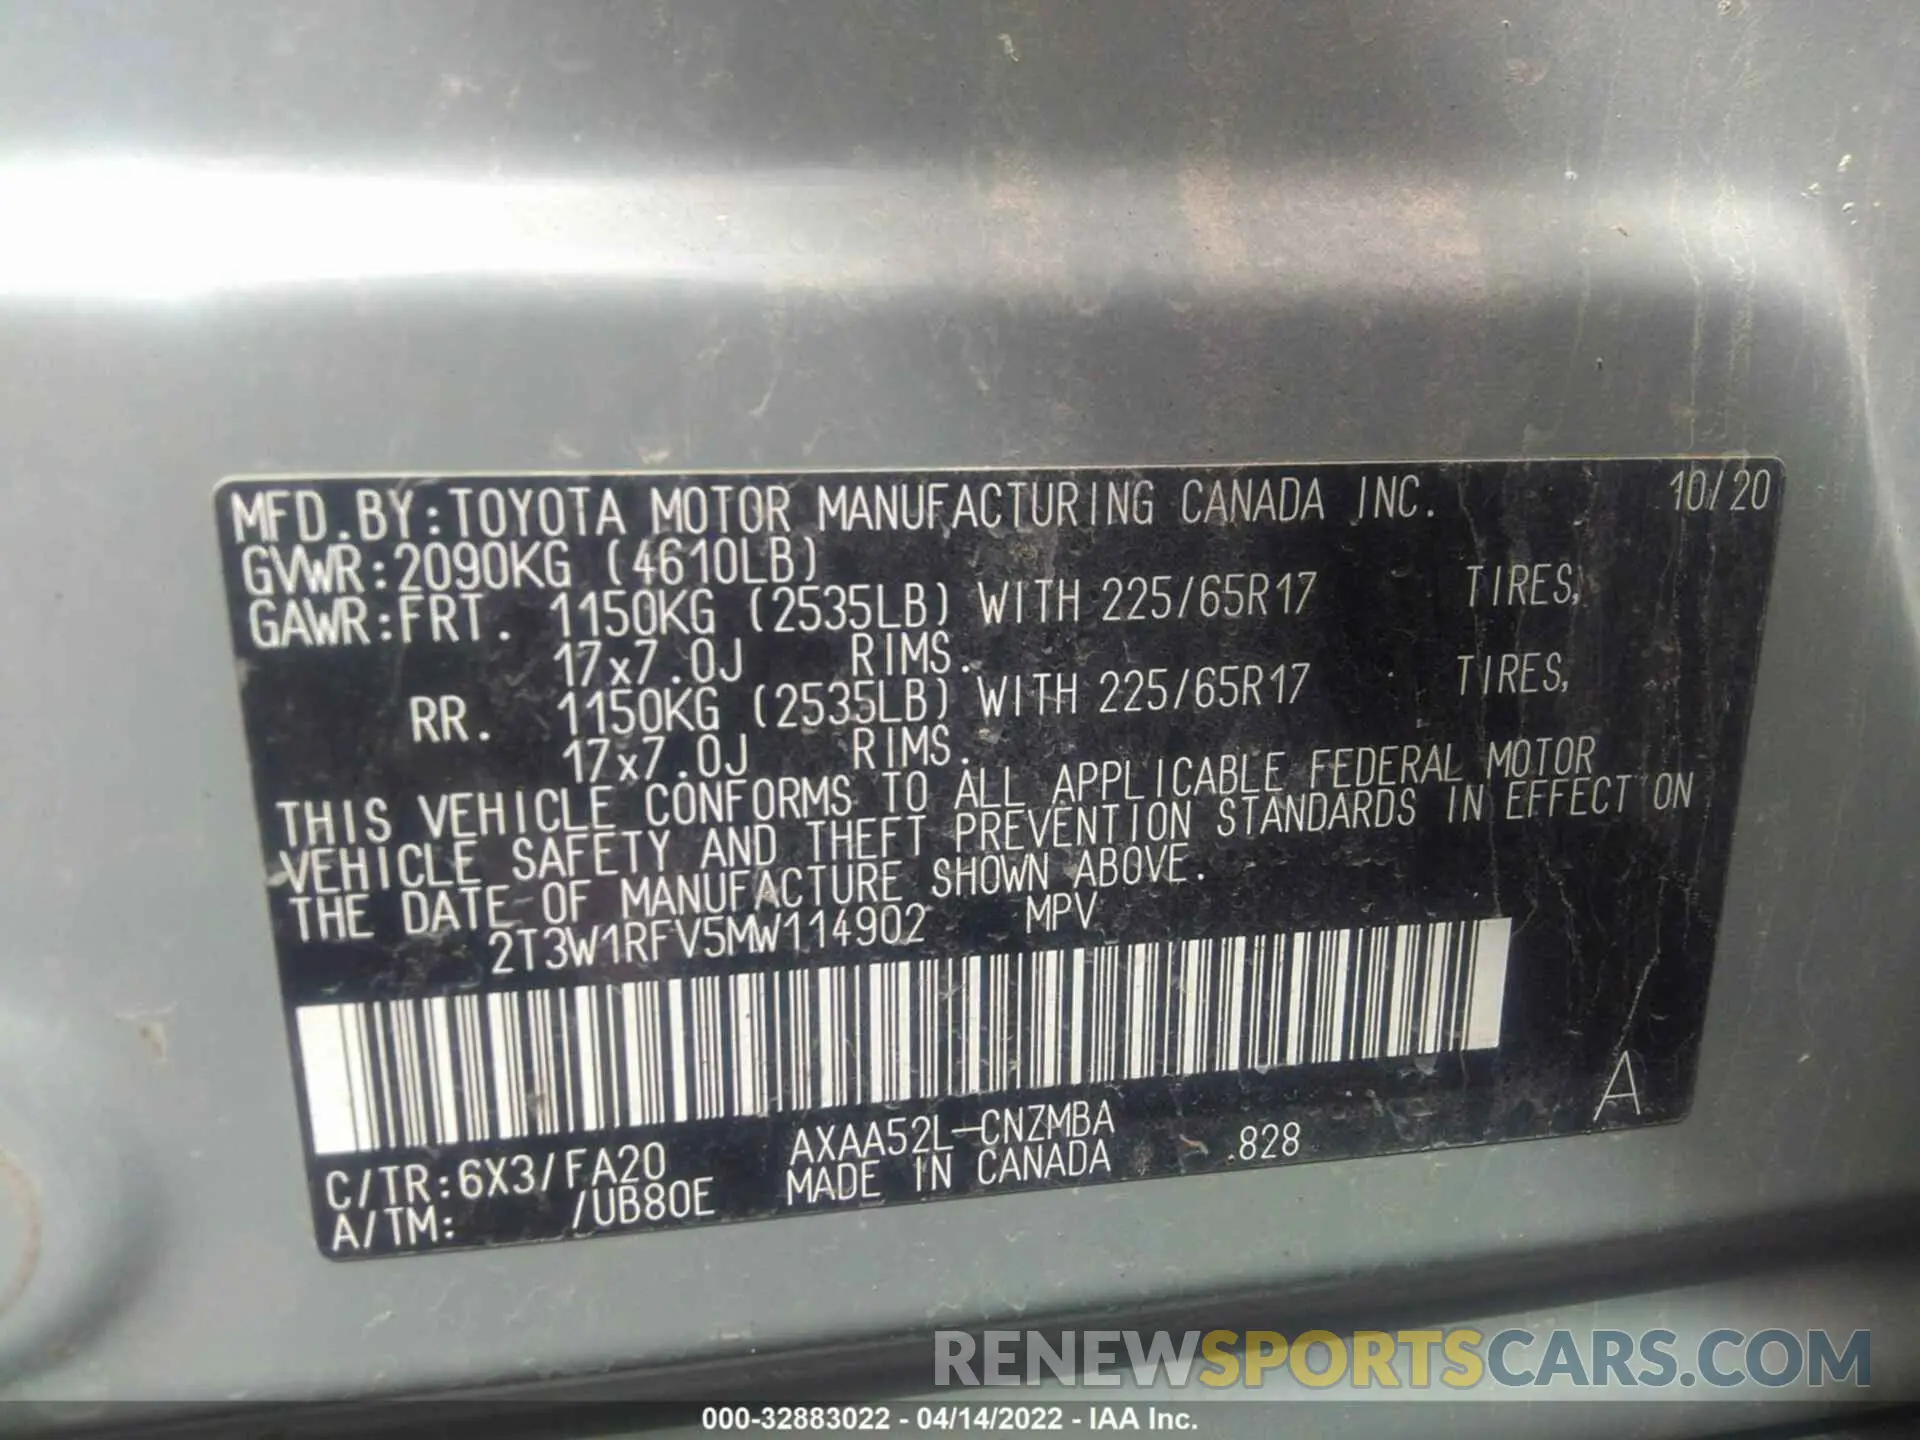 MFD.BY:TOYOTA MOTOR MANUFACTURING CANADA INC. 10/20
GVWR:2090KG (4610LB)
GAWR:FRT. 1150KG (2535LB) WITH 225/65R17 TIRES,
17x7.0J RIMS.
RR. 1150KG (2535LB) WITH 225/65R17 TIRES,
17x7.0J RIMS.
THIS VEHICLE CONFORMS TO ALL APPLICABLE FEDERAL MOTOR
VEHICLE SAFETY AND THEFT PREVENTION STANDARDS IN EFFECT ON
THE DATE OF MANUFACTURE SHOWN ABOVE.
2T3W1RFV5MW114902 MPV
C/TR:6X3/FA20 AXAA52L-CNZMBA .828 A
A/TM: /UB80E MADE IN CANADA
RENEWSPORTSCARS.COM
000-32883022 - 04/14/2022 - IAA Inc.